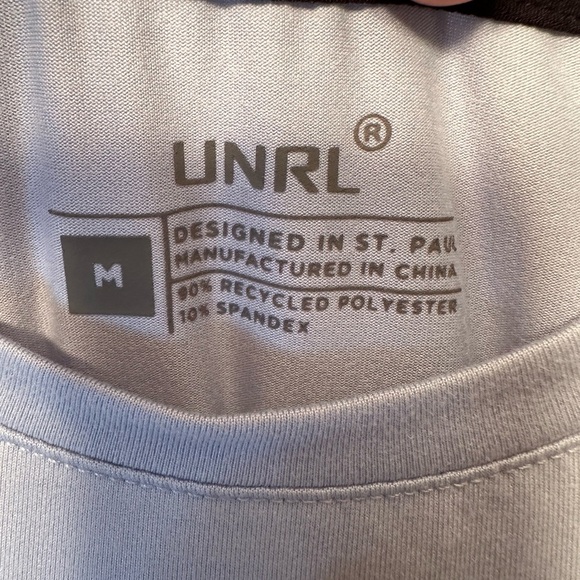 UNRL®
M
DESIGNED IN ST. PAUL
MANUFACTURED IN CHINA
90% RECYCLED POLYESTER
10% SPANDEX